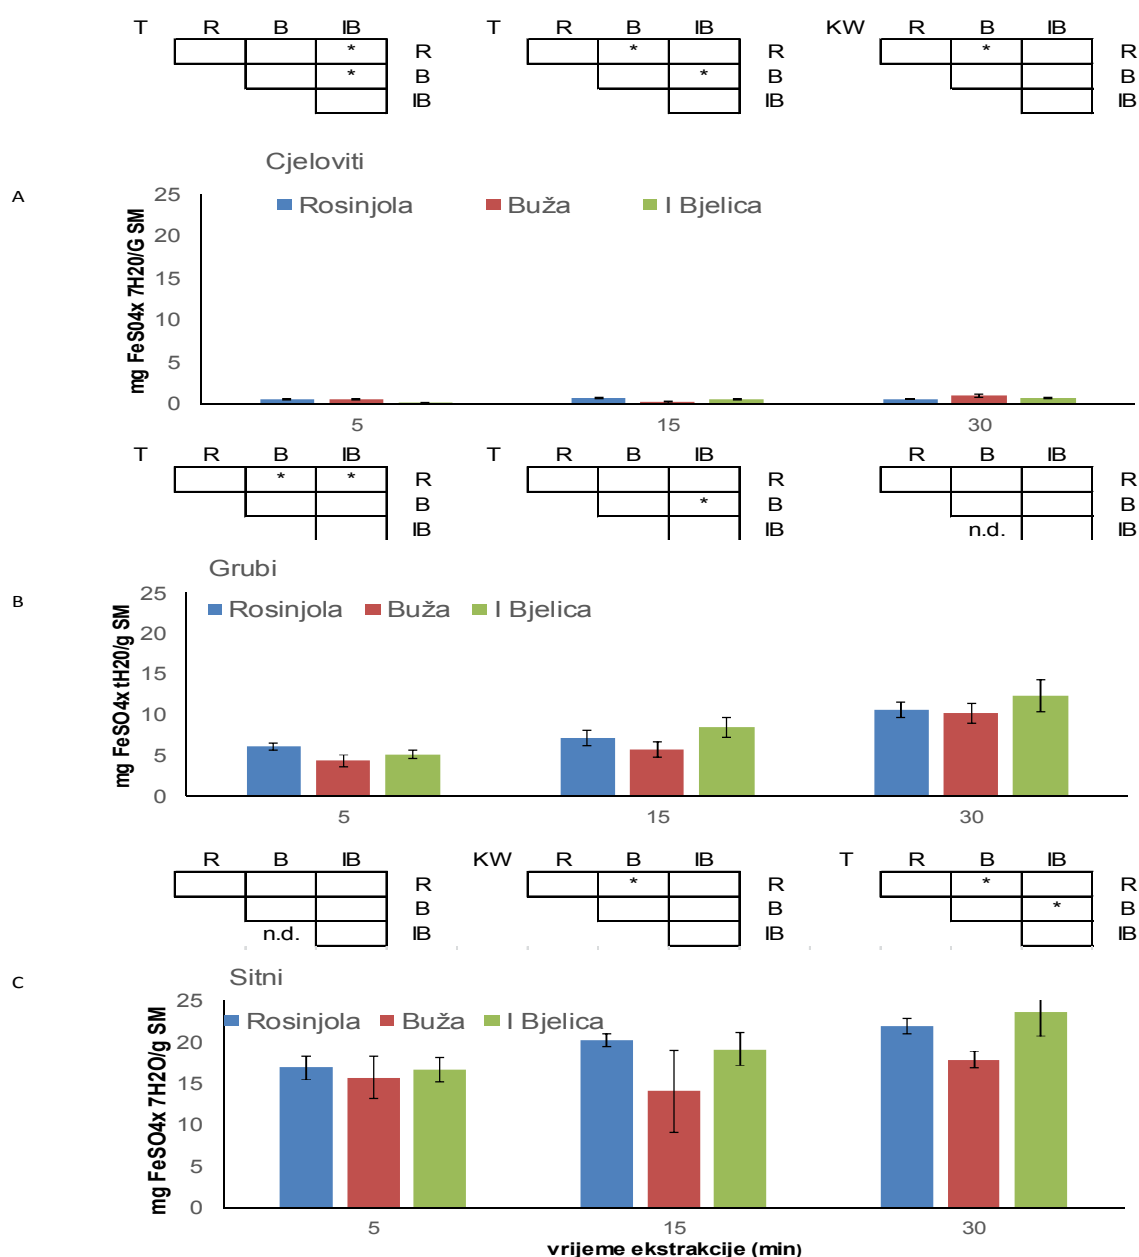 T R B IB T R B IB KW R B IB
* R * R * R
* B * B B
IB IB IB
Cjeloviti
A
Rosinjola Buža I Bjelica
25
20
15
10
5
0
mg FeS04x 7H20/G SM
5 15 30
T R B IB T R B IB R B IB
* * R R R
B * B B
IB IB n.d. IB
Grubi
B
Rosinjola Buža I Bjelica
25
20
15
10
5
0
mg FeSO4x tH20/g SM
5 15 30
R B IB KW R B IB T R B IB
R * R * R
B B * B
n.d. IB IB IB
Sitni
C
Rosinjola Buža I Bjelica
25
20
15
10
5
0
mg FeSO4x 7H2O/g SM
5 15 30
vrijeme ekstrakcije (min)